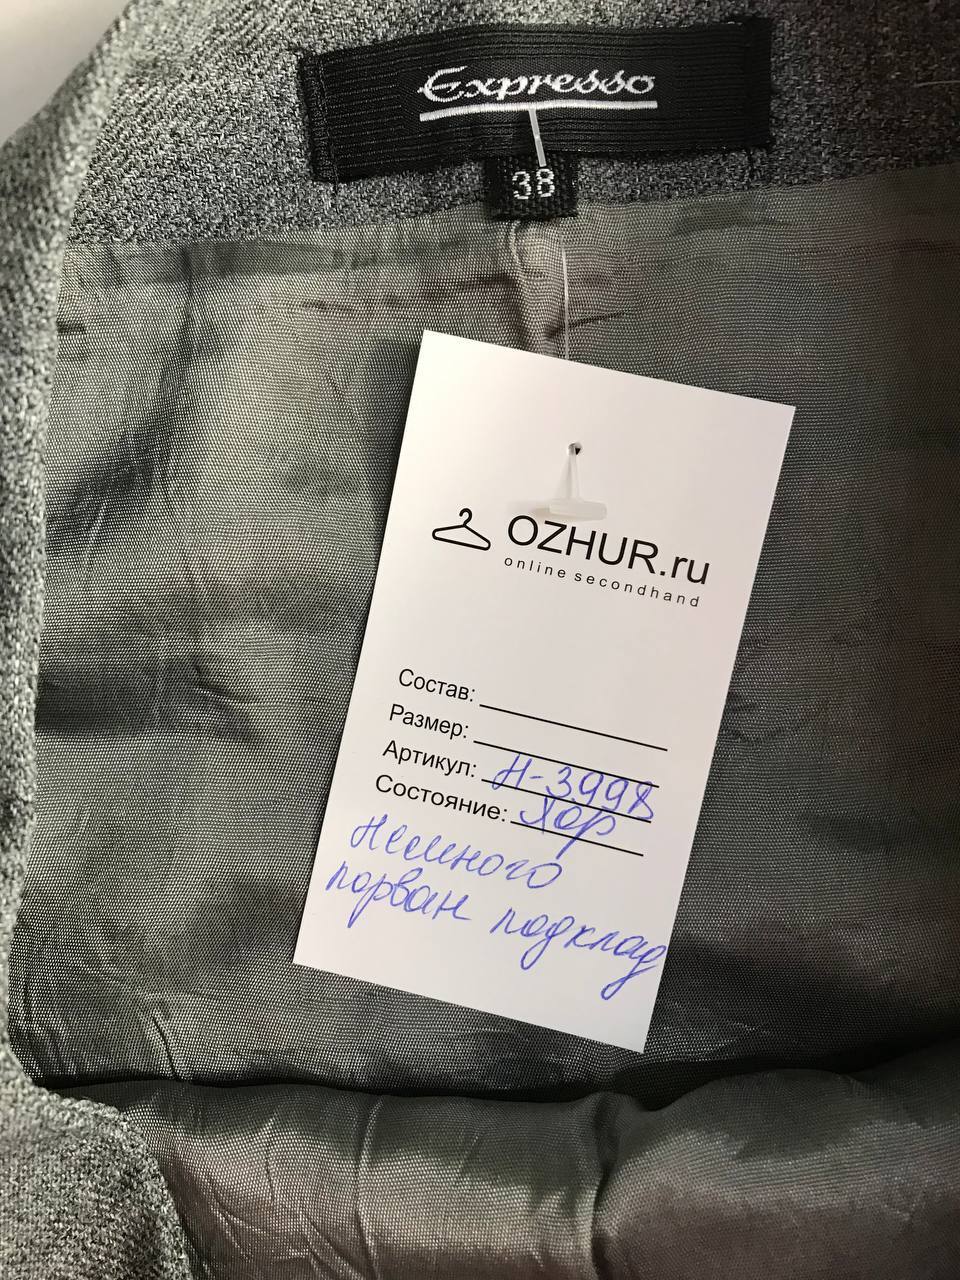 Expresso
38
OZHUR.ru
online secondhand
Состав:
Размер:
Артикул: Н-3998
Состояние: Хор
Немного
порван подклад